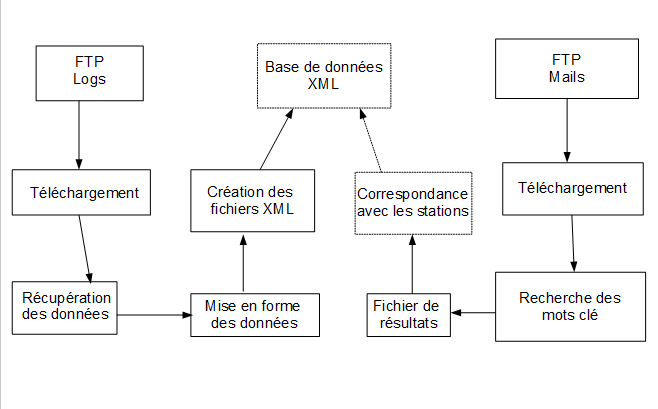 FTP
Logs
Base de données
XML
FTP
Mails
Téléchargement
Création des
fichiers XML
Correspondance
avec les stations
Téléchargement
Récupération
des données
Mise en forme
des données
Fichier de
résultats
Recherche des
mots clé